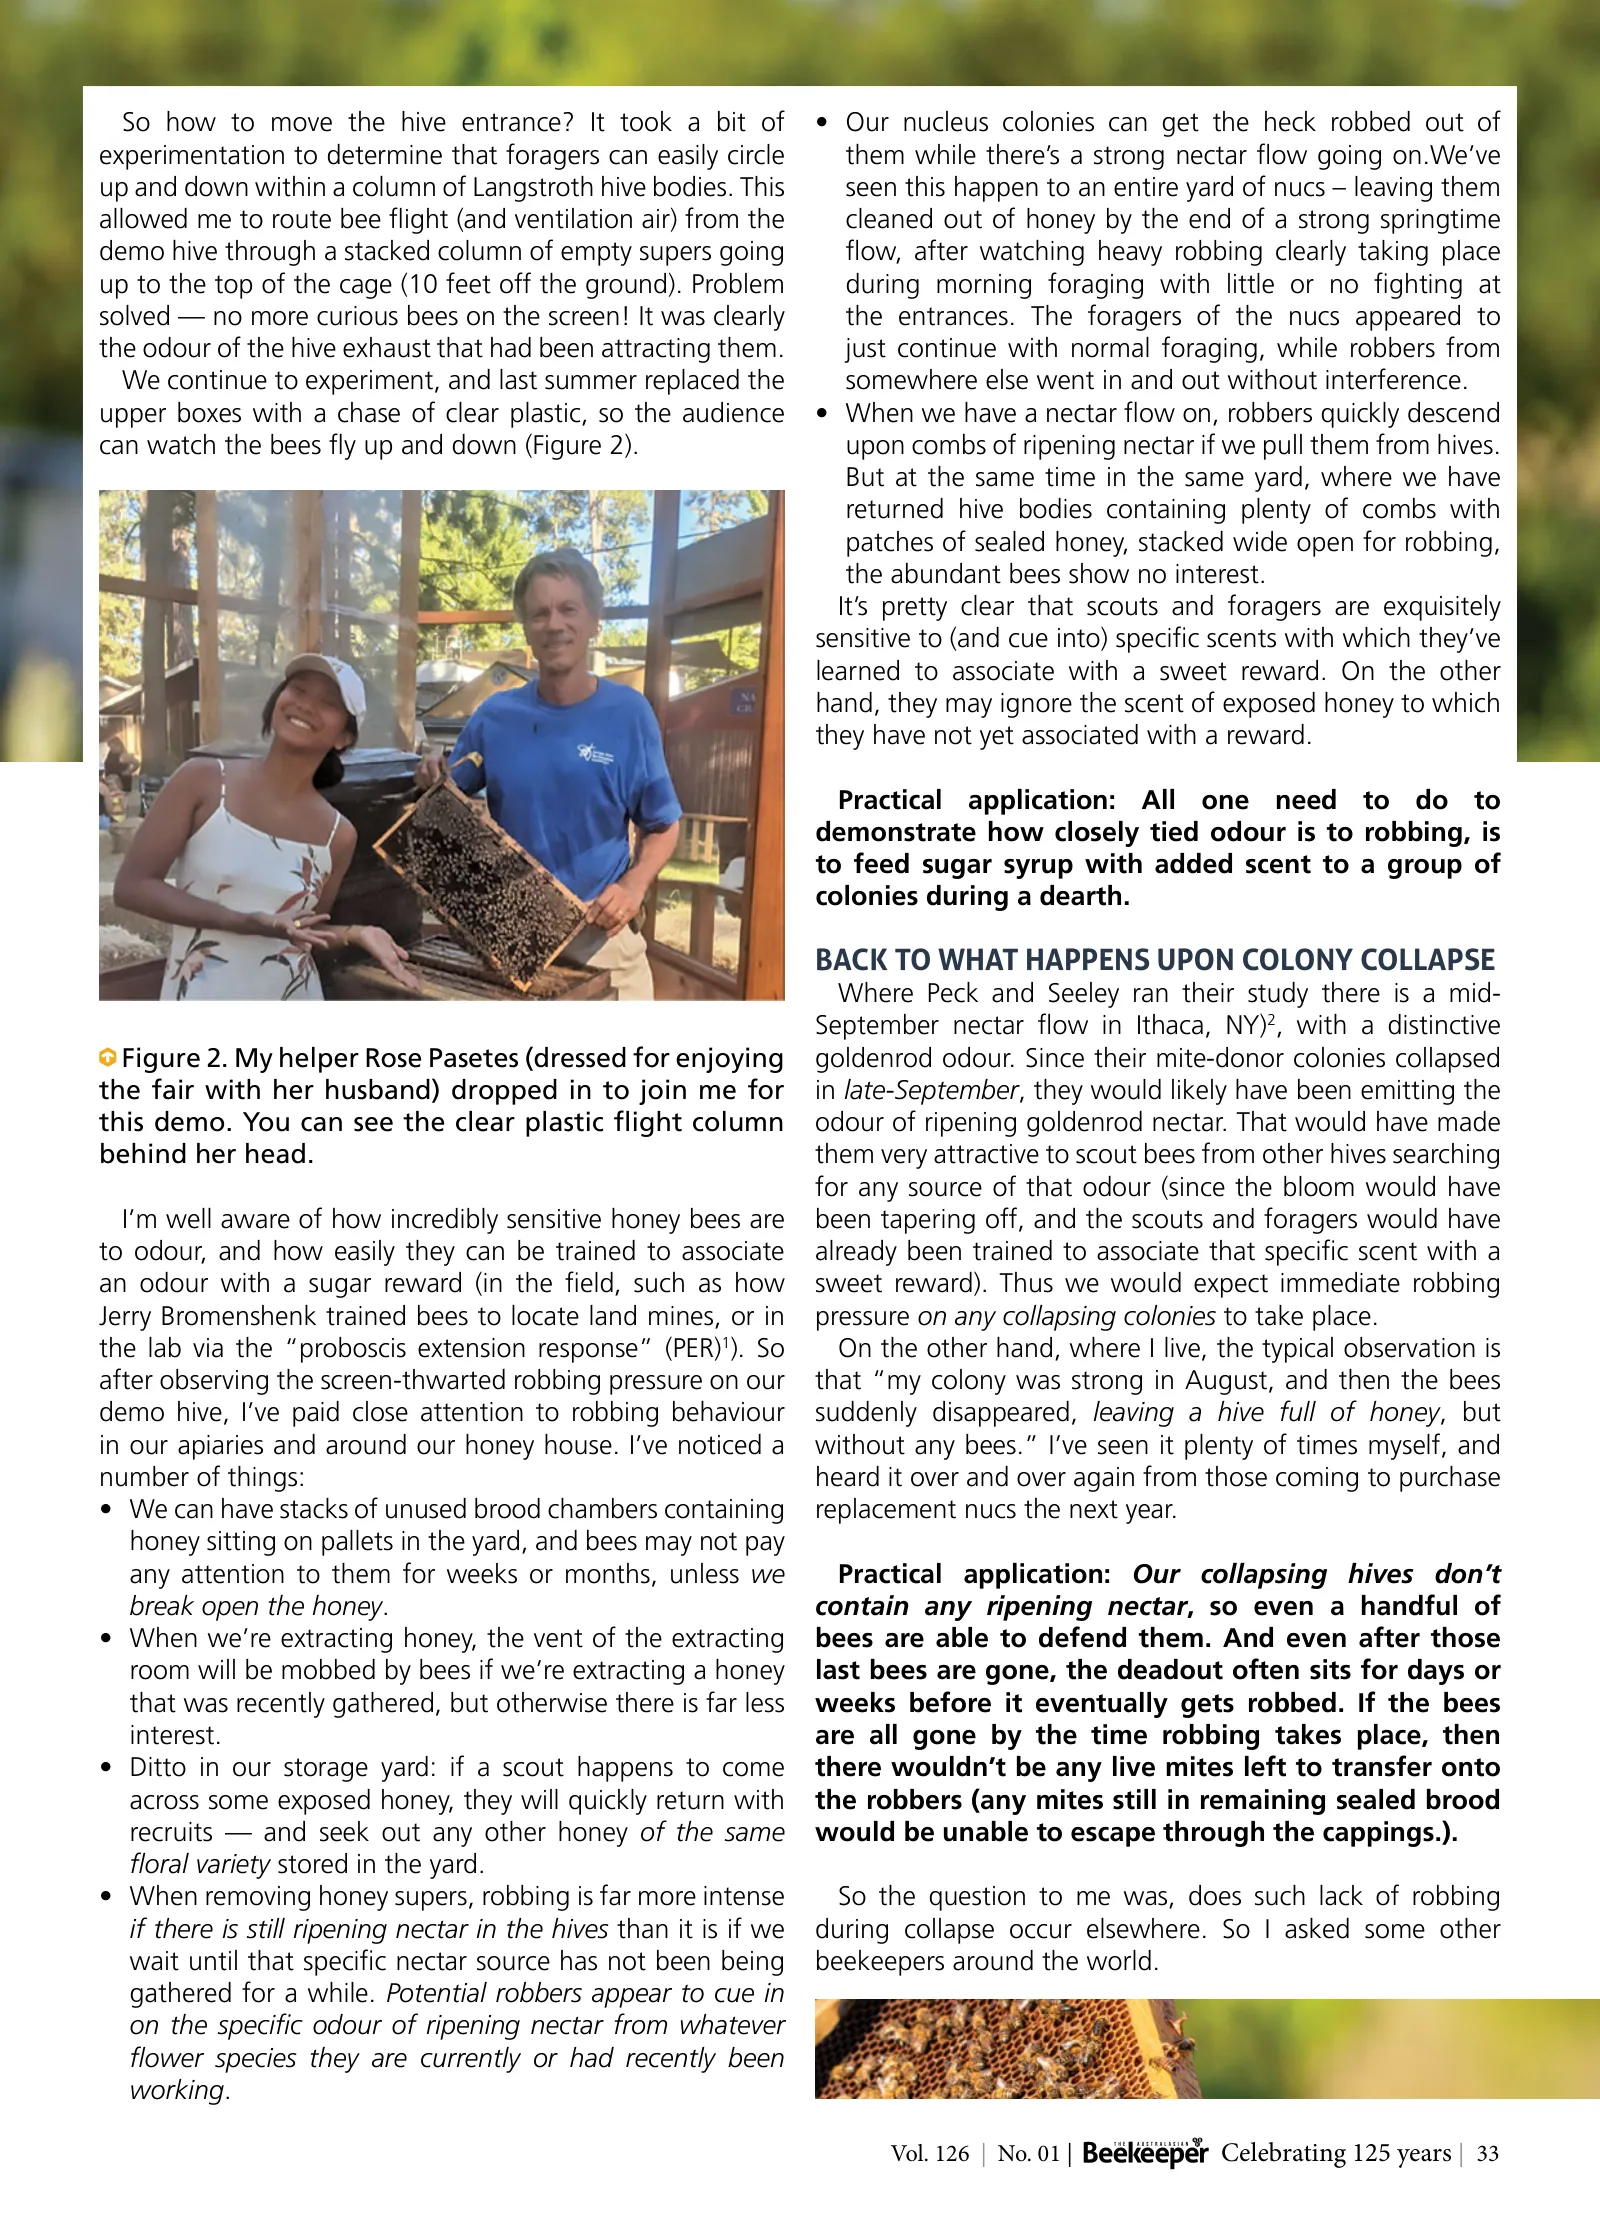 So how to move the hive entrance? It took a bit of
experimentation to determine that foragers can easily circle
up and down within a column of Langstroth hive bodies. This
allowed me to route bee flight (and ventilation air) from the
demo hive through a stacked column of empty supers going
up to the top of the cage (10 feet off the ground). Problem
solved — no more curious bees on the screen! It was clearly
the odour of the hive exhaust that had been attracting them.
We continue to experiment, and last summer replaced the
upper boxes with a chase of clear plastic, so the audience
can watch the bees fly up and down (Figure 2).
Figure 2. My helper Rose Pasetes (dressed for enjoying
the fair with her husband) dropped in to join me for
this demo. You can see the clear plastic flight column
behind her head.
I’m well aware of how incredibly sensitive honey bees are
to odour, and how easily they can be trained to associate
an odour with a sugar reward (in the field, such as how
Jerry Bromenshenk trained bees to locate land mines, or in
the lab via the “proboscis extension response” (PER)¹). So
after observing the screen-thwarted robbing pressure on our
demo hive, I’ve paid close attention to robbing behaviour
in our apiaries and around our honey house. I’ve noticed a
number of things:
• We can have stacks of unused brood chambers containing
honey sitting on pallets in the yard, and bees may not pay
any attention to them for weeks or months, unless we
break open the honey.
• When we’re extracting honey, the vent of the extracting
room will be mobbed by bees if we’re extracting a honey
that was recently gathered, but otherwise there is far less
interest.
• Ditto in our storage yard: if a scout happens to come
across some exposed honey, they will quickly return with
recruits — and seek out any other honey of the same
floral variety stored in the yard.
• When removing honey supers, robbing is far more intense
if there is still ripening nectar in the hives than it is if we
wait until that specific nectar source has not been being
gathered for a while. Potential robbers appear to cue in
on the specific odour of ripening nectar from whatever
flower species they are currently or had recently been
working.
• Our nucleus colonies can get the heck robbed out of
them while there’s a strong nectar flow going on.We’ve
seen this happen to an entire yard of nucs – leaving them
cleaned out of honey by the end of a strong springtime
flow, after watching heavy robbing clearly taking place
during morning foraging with little or no fighting at
the entrances. The foragers of the nucs appeared to
just continue with normal foraging, while robbers from
somewhere else went in and out without interference.
• When we have a nectar flow on, robbers quickly descend
upon combs of ripening nectar if we pull them from hives.
But at the same time in the same yard, where we have
returned hive bodies containing plenty of combs with
patches of sealed honey, stacked wide open for robbing,
the abundant bees show no interest.
It’s pretty clear that scouts and foragers are exquisitely
sensitive to (and cue into) specific scents with which they’ve
learned to associate with a sweet reward. On the other
hand, they may ignore the scent of exposed honey to which
they have not yet associated with a reward.
Practical application: All one need to do to
demonstrate how closely tied odour is to robbing, is
to feed sugar syrup with added scent to a group of
colonies during a dearth.
BACK TO WHAT HAPPENS UPON COLONY COLLAPSE
Where Peck and Seeley ran their study there is a mid-
September nectar flow in Ithaca, NY)², with a distinctive
goldenrod odour. Since their mite-donor colonies collapsed
in late-September, they would likely have been emitting the
odour of ripening goldenrod nectar. That would have made
them very attractive to scout bees from other hives searching
for any source of that odour (since the bloom would have
been tapering off, and the scouts and foragers would have
already been trained to associate that specific scent with a
sweet reward). Thus we would expect immediate robbing
pressure on any collapsing colonies to take place.
On the other hand, where I live, the typical observation is
that “my colony was strong in August, and then the bees
suddenly disappeared, leaving a hive full of honey, but
without any bees.” I’ve seen it plenty of times myself, and
heard it over and over again from those coming to purchase
replacement nucs the next year.
Practical application: Our collapsing hives don’t
contain any ripening nectar, so even a handful of
bees are able to defend them. And even after those
last bees are gone, the deadout often sits for days or
weeks before it eventually gets robbed. If the bees
are all gone by the time robbing takes place, then
there wouldn’t be any live mites left to transfer onto
the robbers (any mites still in remaining sealed brood
would be unable to escape through the cappings.).
So the question to me was, does such lack of robbing
during collapse occur elsewhere. So I asked some other
beekeepers around the world.
Vol. 126 | No. 01 | THE AUSTRALASIAN Beekeeper Celebrating 125 years | 33